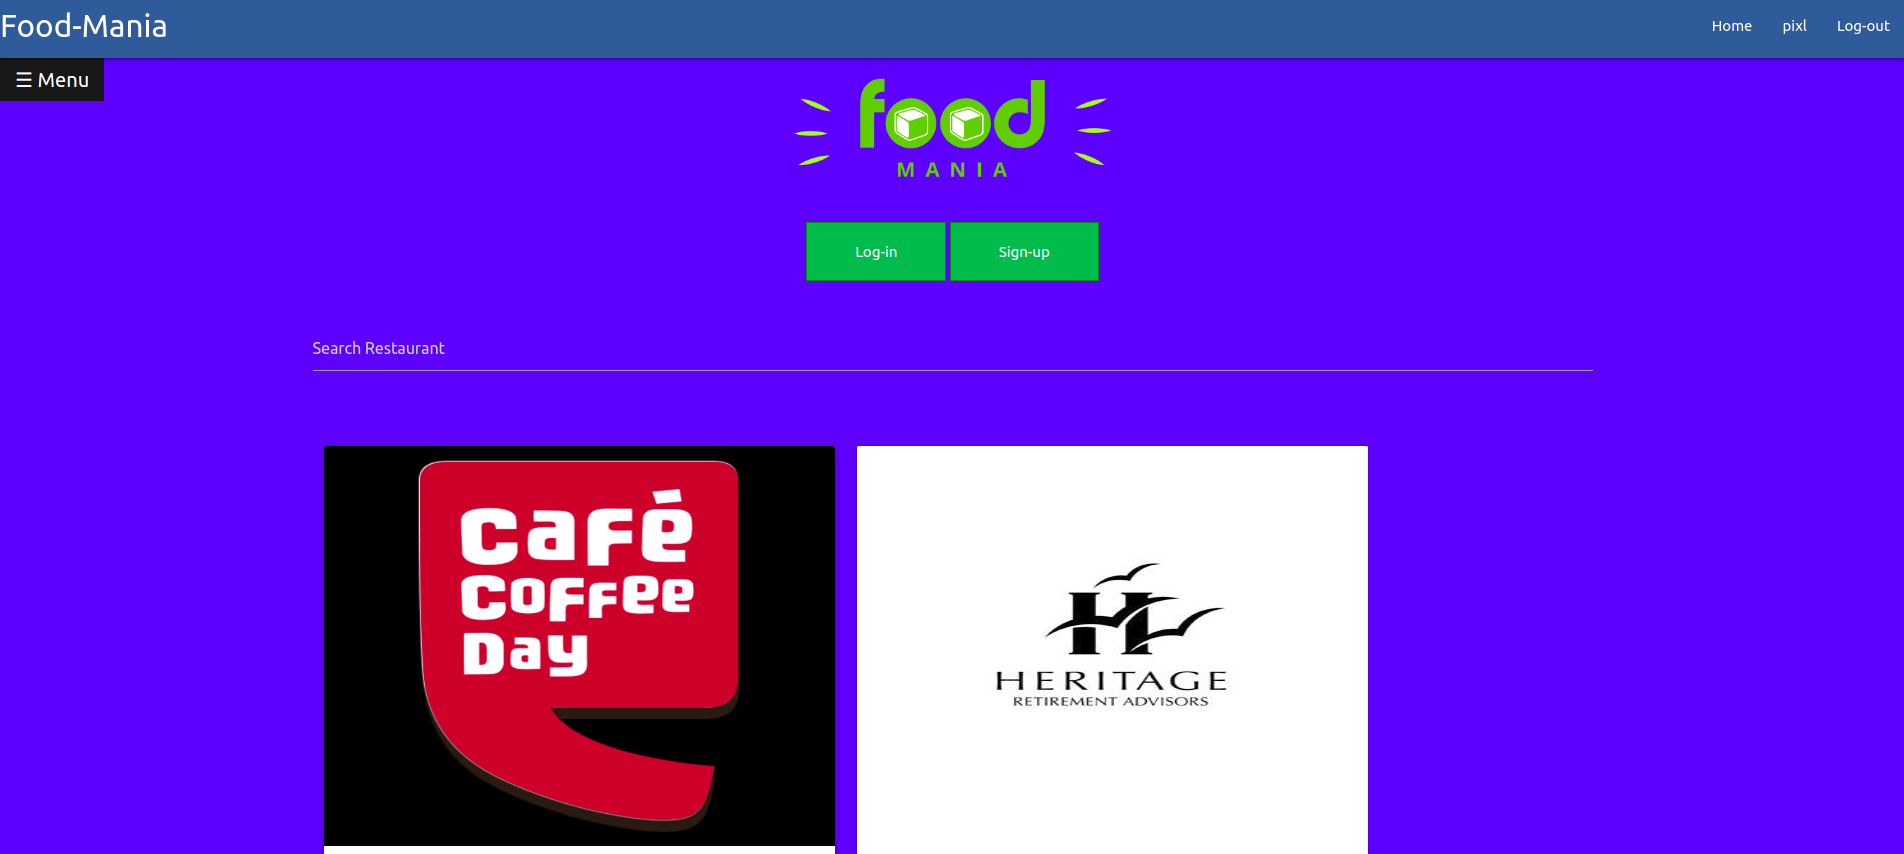 Food-Mania
Home pixl Log-out
☰ Menu
food
MANIA
Log-in Sign-up
Search Restaurant
Café
Coffee
Day
HERITAGE
RETIREMENT ADVISORS